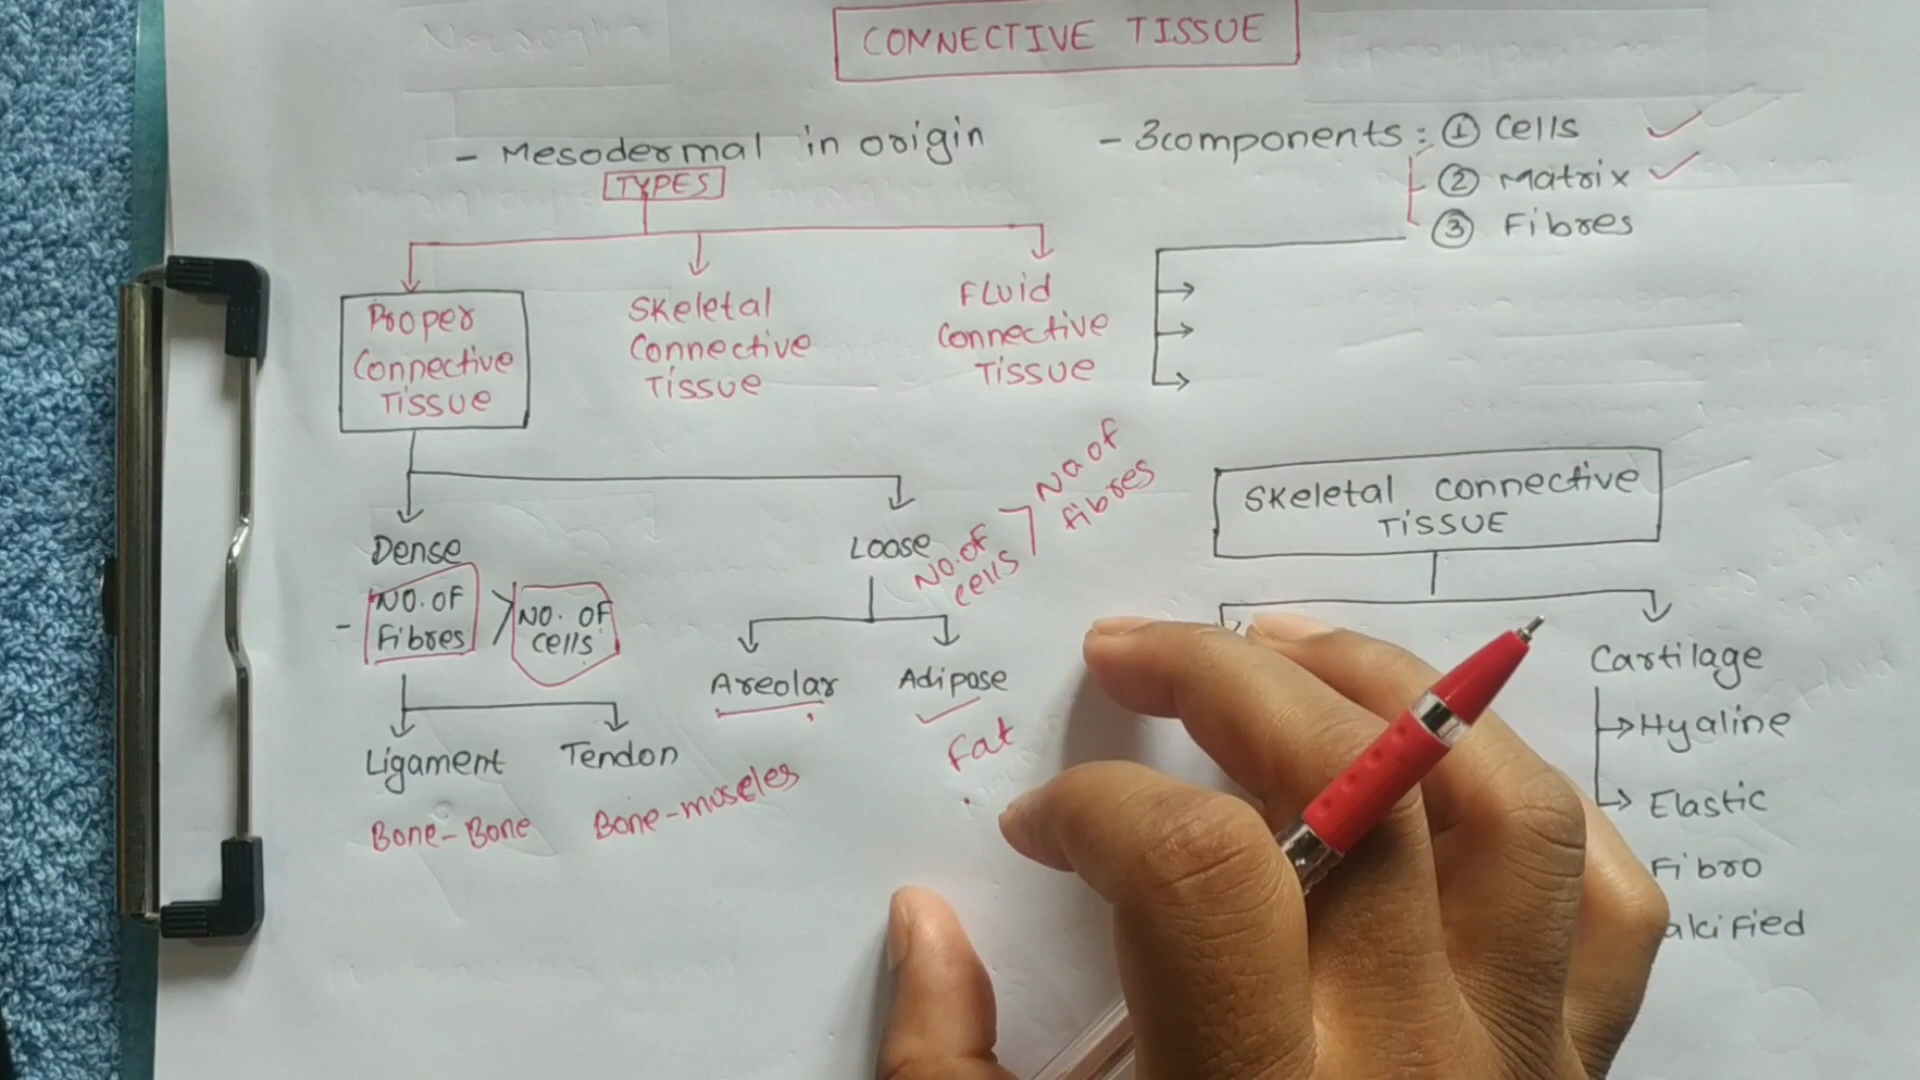 CONNECTIVE TISSUE
- Mesodermal in origin
- 3components: ① Cells
② Matrix
③ Fibres
TYPES
Proper
Connective
Tissue
Skeletal
Connective
Tissue
Fluid
Connective
Tissue
Dense
- NO. OF
Fibres
> NO. OF
cells
Ligament
Tendon
Bone-Bone
Bone-muscles
Loose
No. of
cells
> No of
fibres
Areolar
Adipose
Fat
Skeletal connective
TISSUE
Cartilage
Hyaline
Elastic
Fibro
alcified